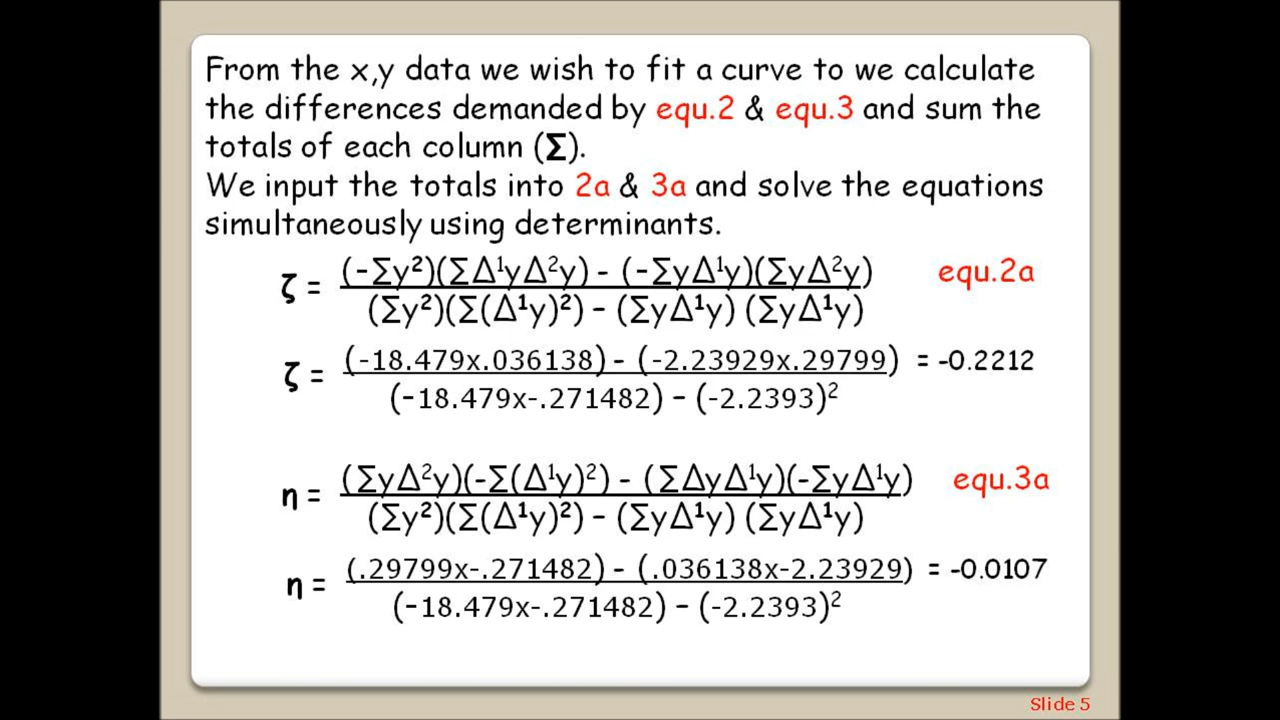 From the x,y data we wish to fit a curve to we calculate
the differences demanded by equ.2 & equ.3 and sum the
totals of each column (Σ).
We input the totals into 2a & 3a and solve the equations
simultaneously using determinants.
ζ = (-Σy²)(ΣΔ¹yΔ²y) - (-ΣyΔ¹y)(ΣyΔ²y) equ.2a
(Σy²)(Σ(Δ¹y)²) – (ΣyΔ¹y) (ΣyΔ¹y)
ζ = (-18.479x.036138) - (-2.23929x.29799) = -0.2212
(-18.479x-.271482) – (-2.2393)²
η = (ΣyΔ²y)(-Σ(Δ¹y)²) - (ΣΔyΔ¹y)(-ΣyΔ¹y) equ.3a
(Σy²)(Σ(Δ¹y)²) – (ΣyΔ¹y) (ΣyΔ¹y)
η = (.29799x-.271482) - (.036138x-2.23929) = -0.0107
(-18.479x-.271482) – (-2.2393)²
Slide 5